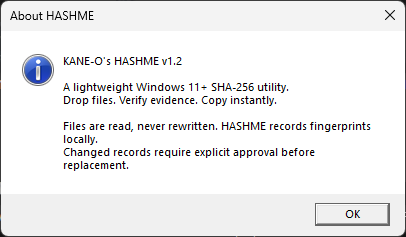 About HASHME
KANE-O's HASHME v1.2
A lightweight Windows 11+ SHA-256 utility.
Drop files. Verify evidence. Copy instantly.
Files are read, never rewritten. HASHME records fingerprints
locally.
Changed records require explicit approval before
replacement.
OK